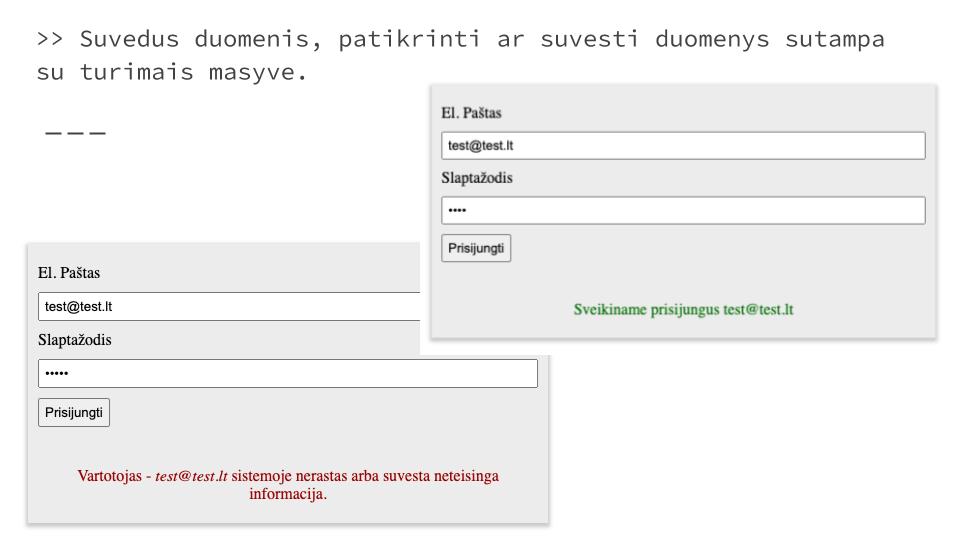 >> Suvedus duomenis, patikrinti ar suvesti duomenys sutampa
su turimais masyve.
___
El. Paštas
test@test.lt
Slaptažodis
••••
Prisijungti
Sveikiname prisijungus test@test.lt
El. Paštas
test@test.lt
Slaptažodis
•••••
Prisijungti
Vartotojas - test@test.lt sistemoje nerastas arba suvesta neteisinga
informacija.